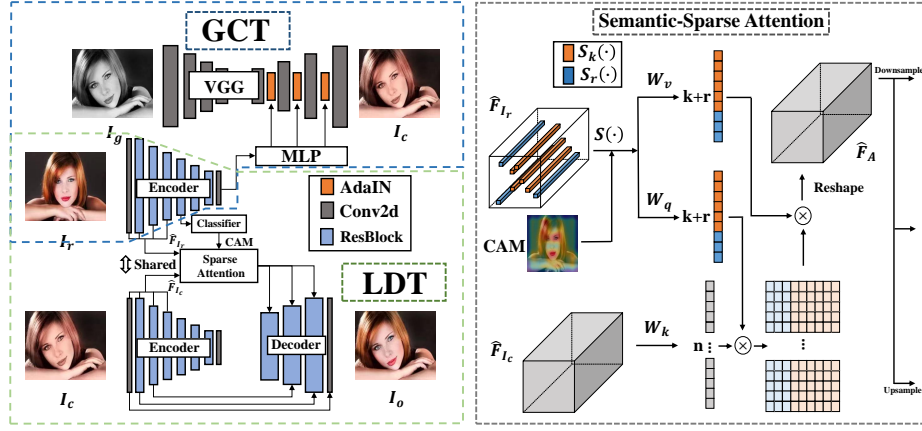 GCT
VGG
I_g
I_c
MLP
Encoder
I_r
AdaIN
Conv2d
ResBlock
Classifier
CAM
F̂_{I_r}
Shared
Sparse
Attention
F̂_{I_c}
LDT
Encoder
Decoder
I_c
I_o
Semantic-Sparse Attention
S_k(·)
S_r(·)
F̂_{I_r}
S(·)
CAM
W_v
k+r
W_q
k+r
Downsample
F̂_A
Reshape
F̂_{I_c}
W_k
n
Upsample